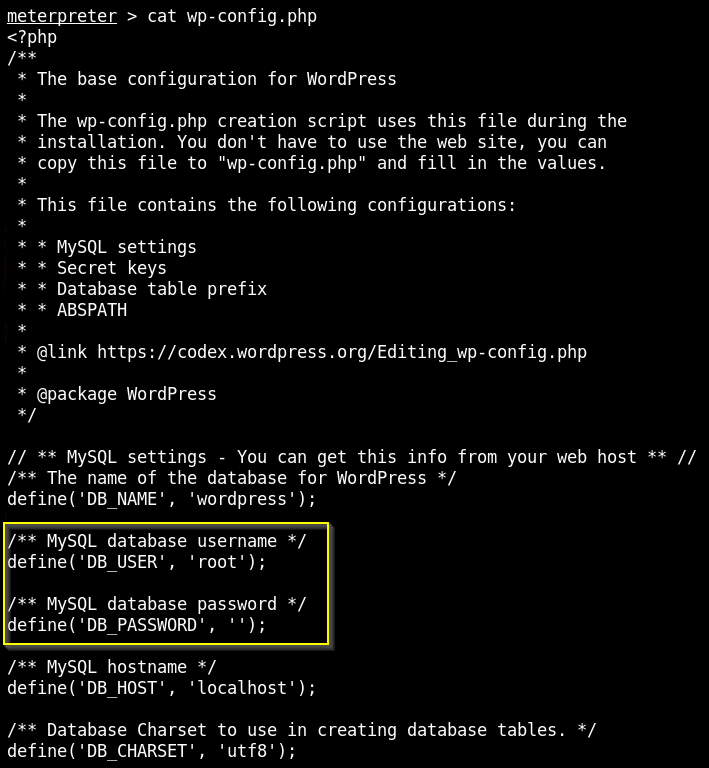 meterpreter > cat wp-config.php
<?php
/**
 * The base configuration for WordPress
 *
 * The wp-config.php creation script uses this file during the
 * installation. You don't have to use the web site, you can
 * copy this file to "wp-config.php" and fill in the values.
 *
 * This file contains the following configurations:
 *
 * * MySQL settings
 * * Secret keys
 * * Database table prefix
 * * ABSPATH
 *
 * @link https://codex.wordpress.org/Editing_wp-config.php
 *
 * @package WordPress
 */

// ** MySQL settings - You can get this info from your web host ** //
/** The name of the database for WordPress */
define('DB_NAME', 'wordpress');

/** MySQL database username */
define('DB_USER', 'root');

/** MySQL database password */
define('DB_PASSWORD', '');

/** MySQL hostname */
define('DB_HOST', 'localhost');

/** Database Charset to use in creating database tables. */
define('DB_CHARSET', 'utf8');